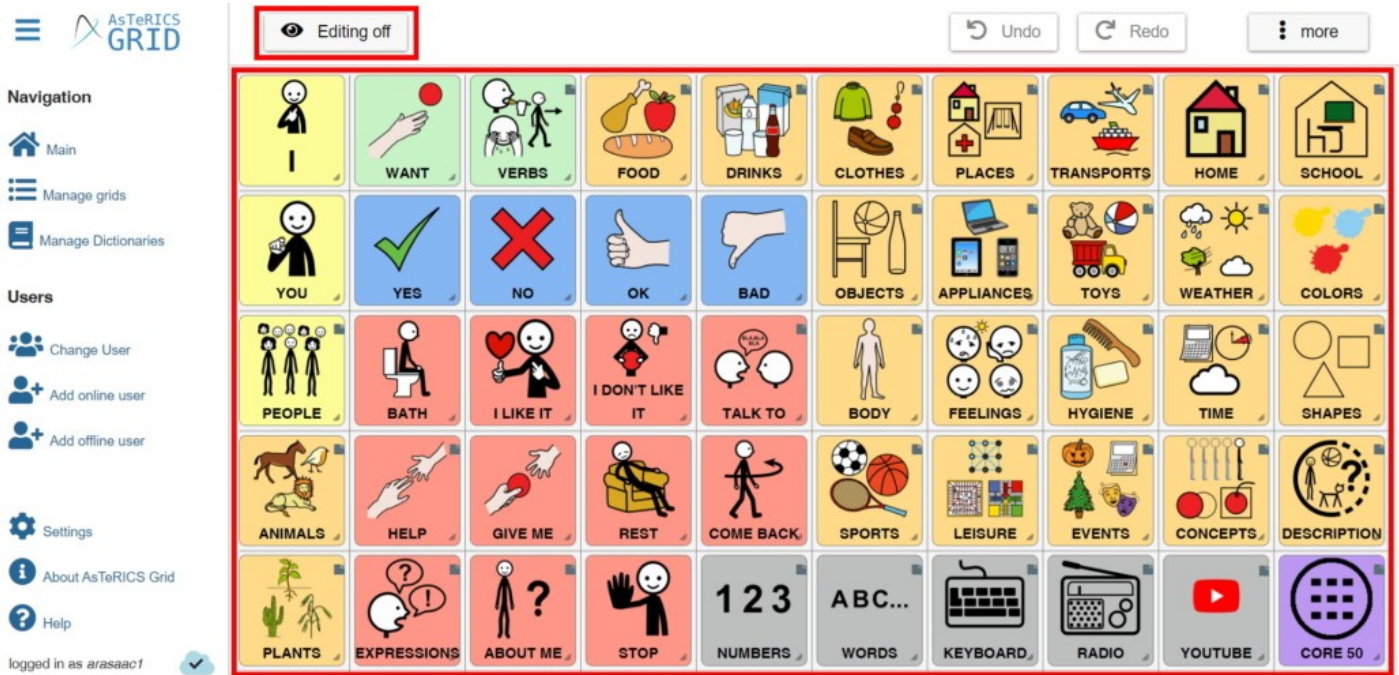 AsTeRICS
GRID
Editing off
Undo
Redo
more
Navigation
Main
Manage grids
Manage Dictionaries
Users
Change User
Add online user
Add offline user
Settings
About AsTeRICS Grid
Help
logged in as arasaac1
I
WANT
VERBS
FOOD
DRINKS
CLOTHES
PLACES
TRANSPORTS
HOME
SCHOOL
YOU
YES
NO
OK
BAD
OBJECTS
APPLIANCES
TOYS
WEATHER
COLORS
PEOPLE
BATH
I LIKE IT
I DON'T LIKE
IT
BLA,BLA
BLA
TALK TO
BODY
FEELINGS
HYGIENE
TIME
SHAPES
ANIMALS
HELP
GIVE ME
REST
COME BACK
SPORTS
LEISURE
EVENTS
CONCEPTS
?
DESCRIPTION
PLANTS
? !
EXPRESSIONS
?
ABOUT ME
STOP
1 2 3
NUMBERS
ABC...
WORDS
KEYBOARD
RADIO
YOUTUBE
CORE 50